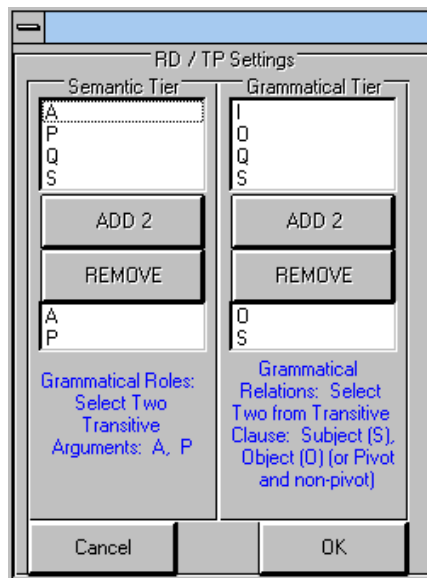 RD / TP Settings
Semantic Tier
A
P
Q
S
ADD 2
REMOVE
A
P
Grammatical Roles:
Select Two
Transitive
Arguments: A, P
Grammatical Tier
I
O
Q
S
ADD 2
REMOVE
O
S
Grammatical
Relations: Select
Two from Transitive
Clause: Subject (S),
Object (O) (or Pivot
and non-pivot)
Cancel
OK